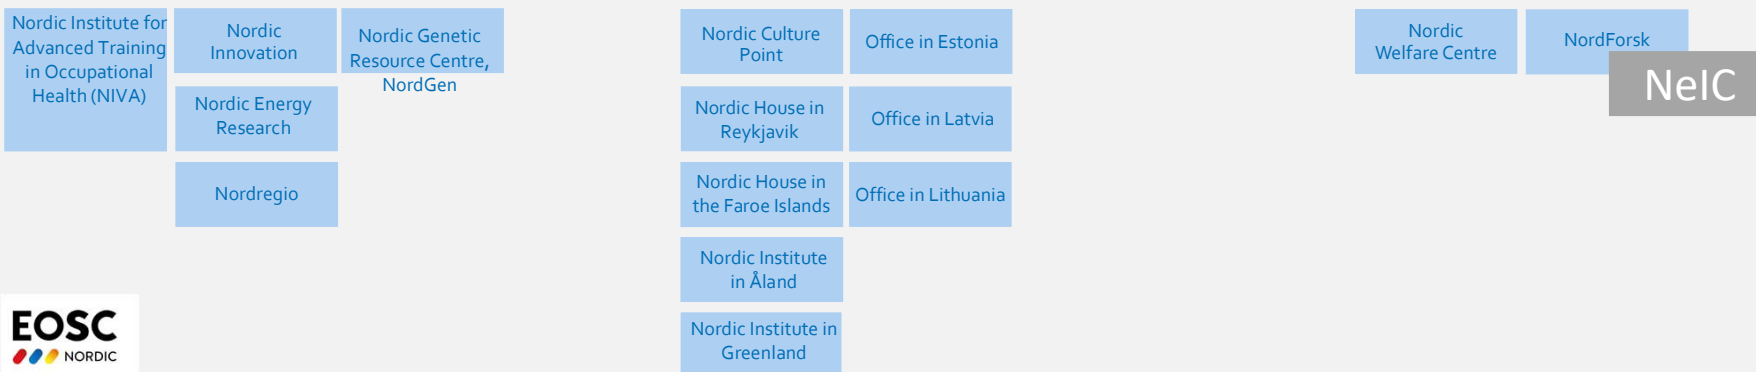 Nordic Institute for
Advanced Training
in Occupational
Health (NIVA)
Nordic
Innovation
Nordic Energy
Research
Nordregio
Nordic Genetic
Resource Centre,
NordGen
Nordic Culture
Point
Nordic House in
Reykjavik
Nordic House in
the Faroe Islands
Nordic Institute
in Åland
Nordic Institute in
Greenland
Office in Estonia
Office in Latvia
Office in Lithuania
Nordic
Welfare Centre
NordForsk
NeIC
EOSC
NORDIC